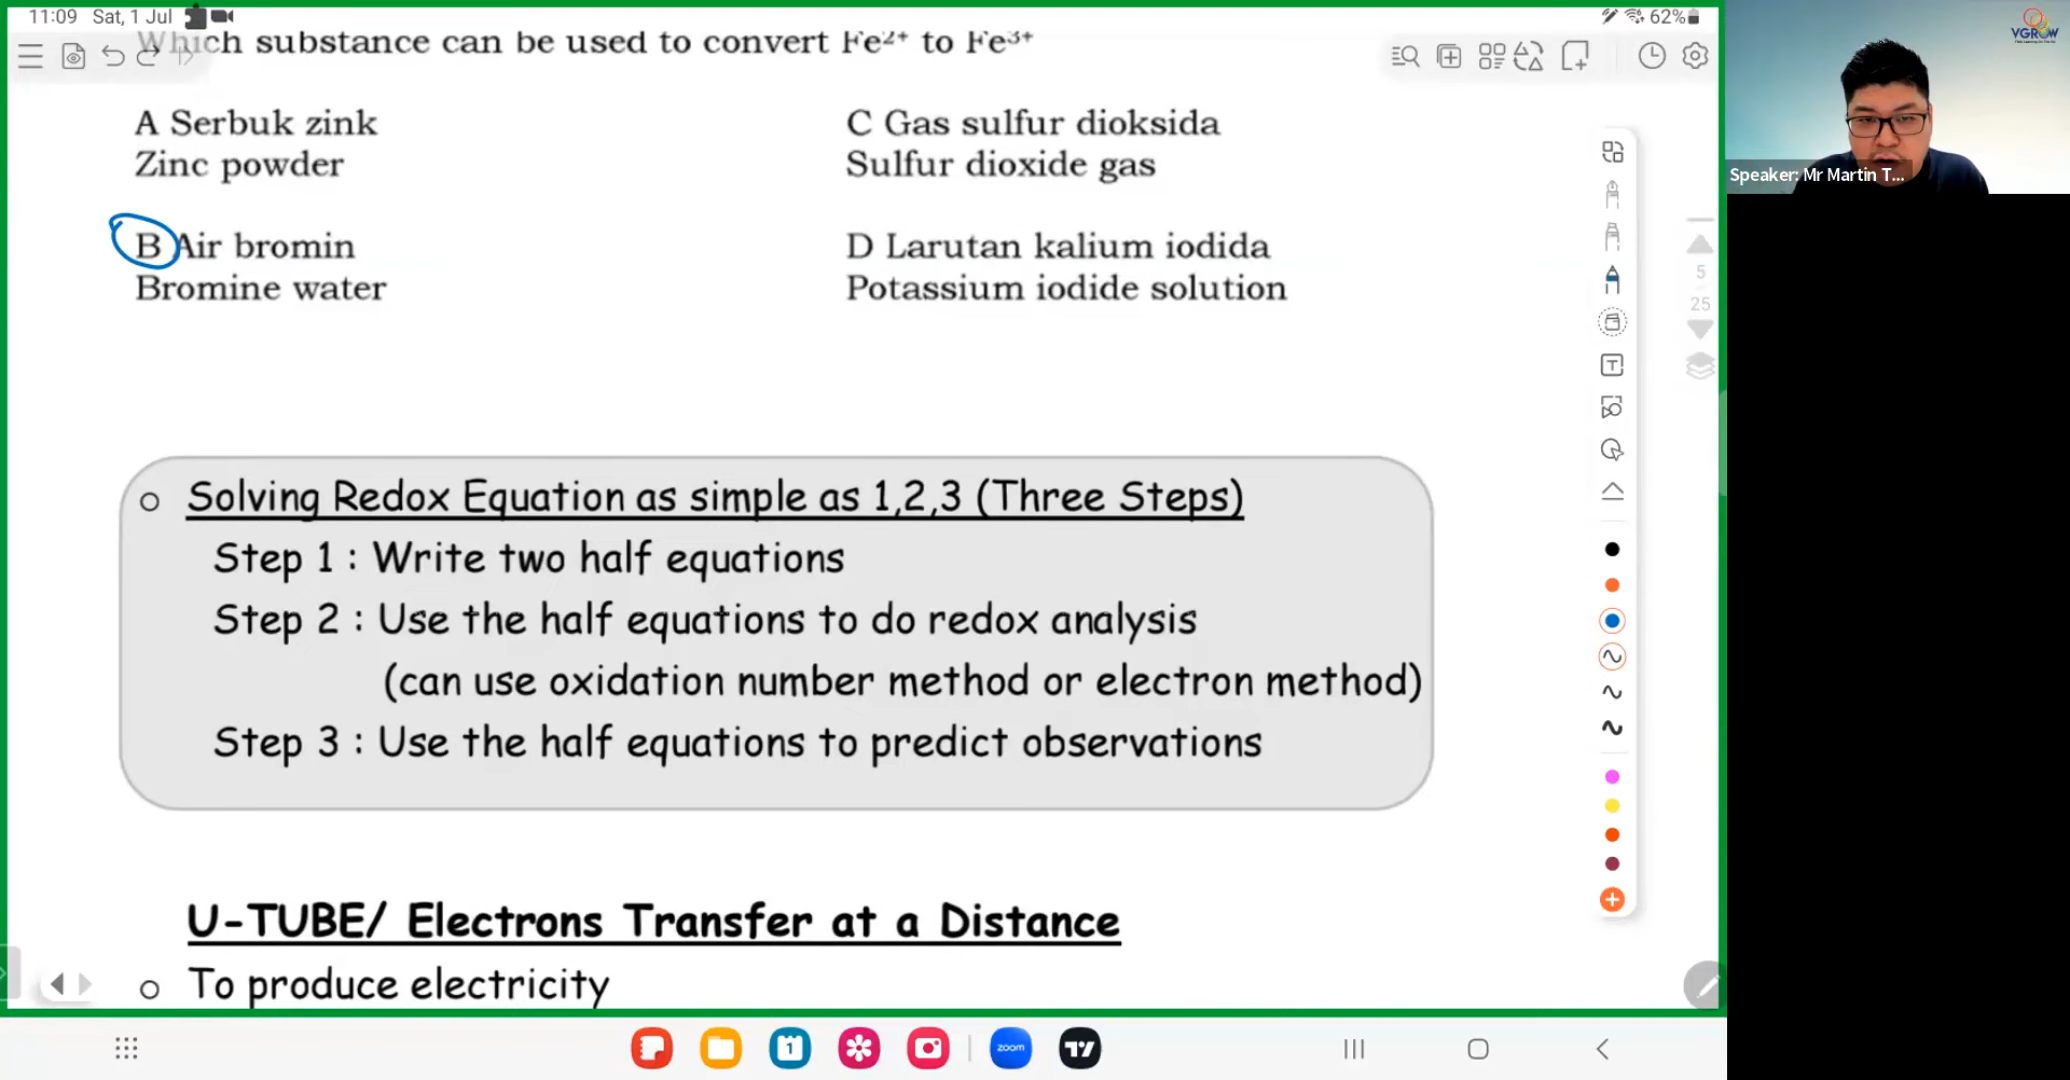 11:09 Sat, 1 Jul
62%
Which substance can be used to convert Fe²⁺ to Fe³⁺
A Serbuk zink
Zinc powder
C Gas sulfur dioksida
Sulfur dioxide gas
B Air bromin
Bromine water
D Larutan kalium iodida
Potassium iodide solution
Solving Redox Equation as simple as 1,2,3 (Three Steps)
Step 1 : Write two half equations
Step 2 : Use the half equations to do redox analysis
(can use oxidation number method or electron method)
Step 3 : Use the half equations to predict observations
U-TUBE/ Electrons Transfer at a Distance
To produce electricity
5
25
1
zoom
VGROW
Speaker: Mr Martin T...